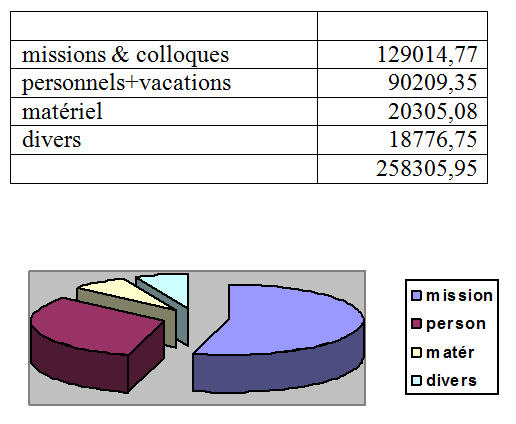 missions & colloques 129014,77
personnels+vacations 90209,35
matériel 20305,08
divers 18776,75
258305,95
mission
person
matér
divers